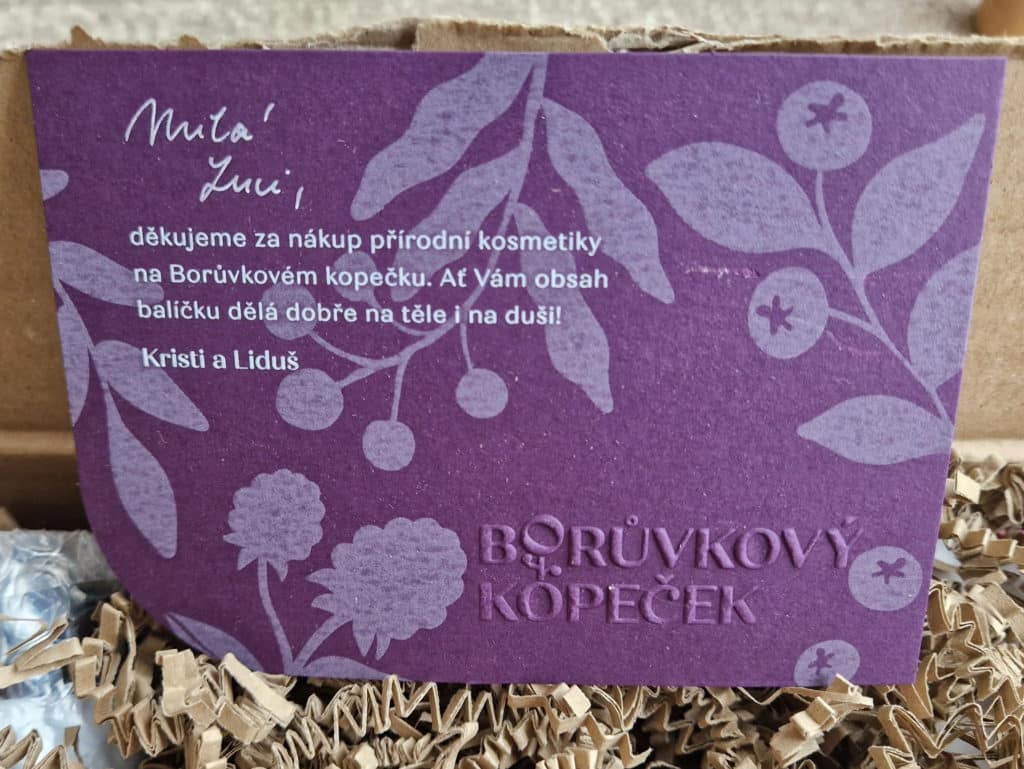 Milá
Luci,
děkujeme za nákup přírodní kosmetiky
na Borůvkovém kopečku. Ať Vám obsah
balíčku dělá dobře na těle i na duši!
Kristi a Liduš
BORŮVKOVÝ
KOPEČEK